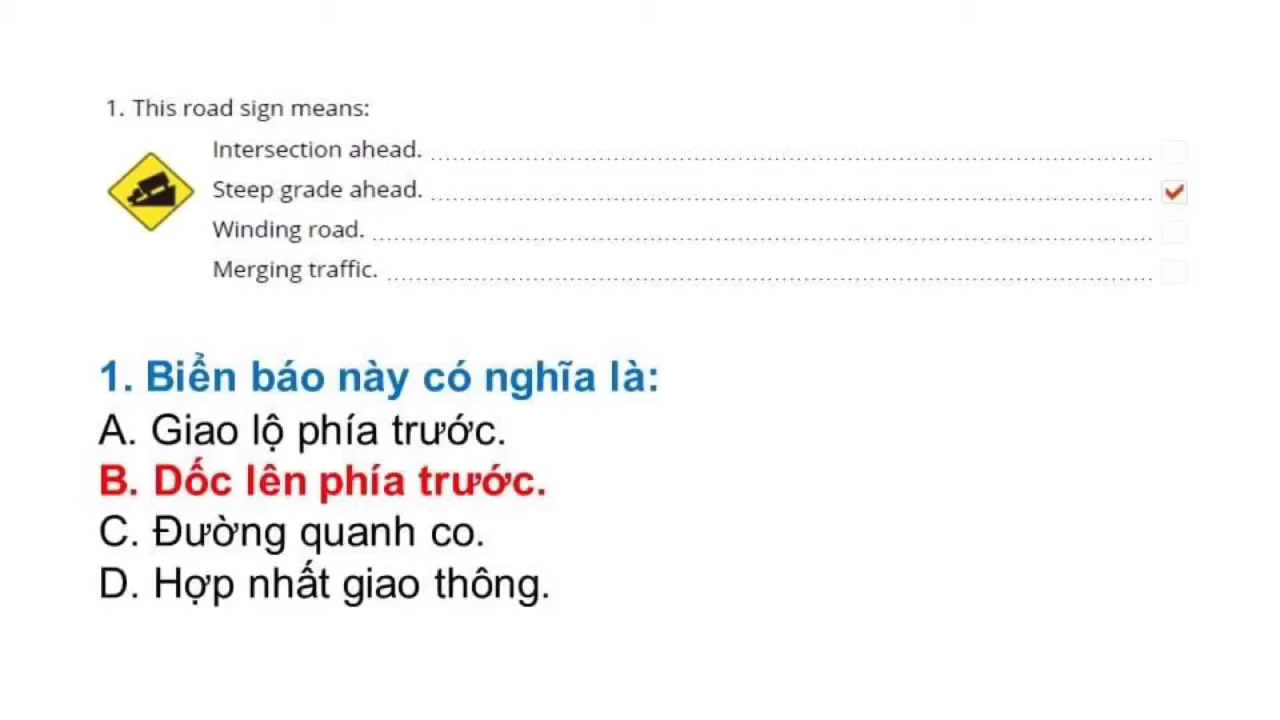 1. This road sign means:
Intersection ahead.
Steep grade ahead.
Winding road.
Merging traffic.
1. Biển báo này có nghĩa là:
A. Giao lộ phía trước.
B. Dốc lên phía trước.
C. Đường quanh co.
D. Hợp nhất giao thông.